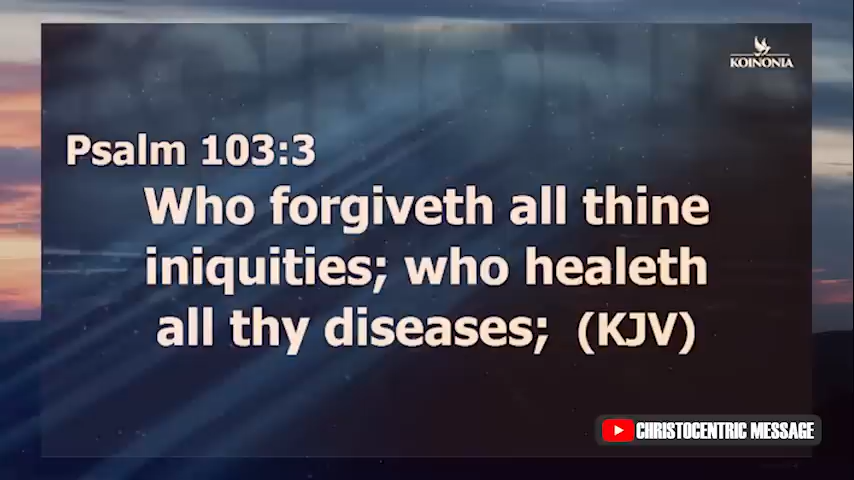 KOINONIA
Psalm 103:3
Who forgiveth all thine
iniquities; who healeth
all thy diseases; (KJV)
CHRISTOCENTRIC MESSAGE